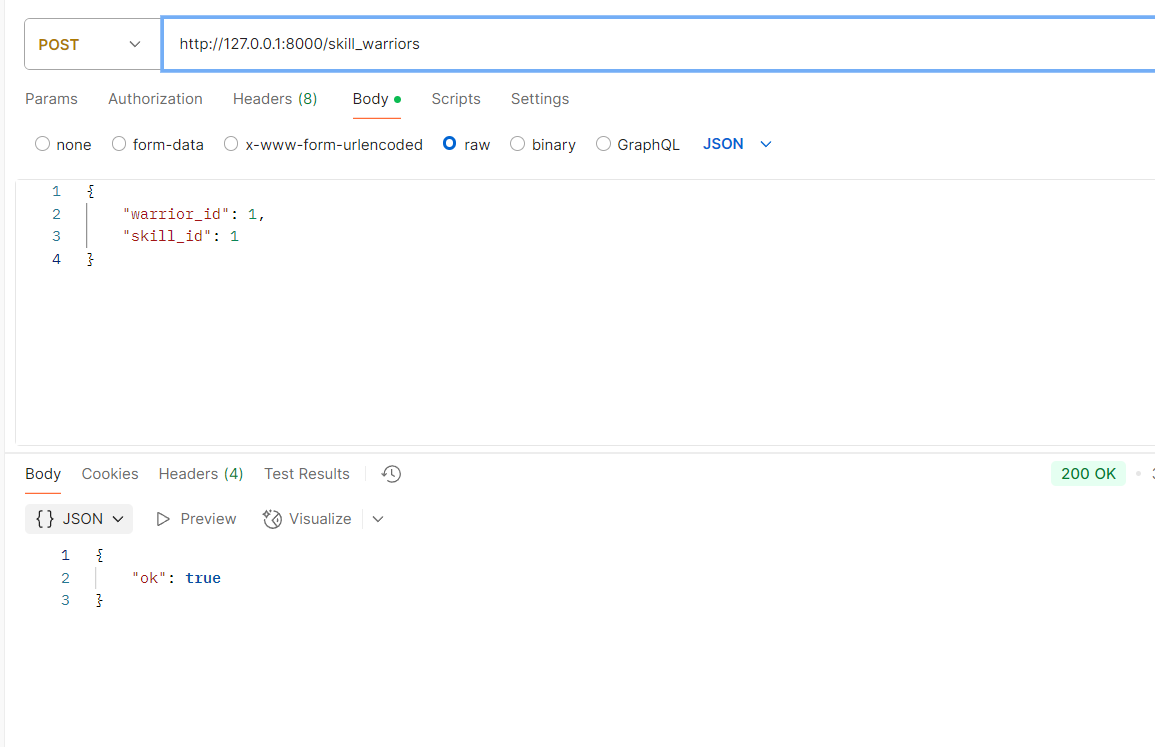 POST http://127.0.0.1:8000/skill_warriors
Params Authorization Headers (8) Body Scripts Settings
none form-data x-www-form-urlencoded raw binary GraphQL JSON
1 {
2 "warrior_id": 1,
3 "skill_id": 1
4 }
Body Cookies Headers (4) Test Results 200 OK
{} JSON Preview Visualize
1 {
2 "ok": true
3 }